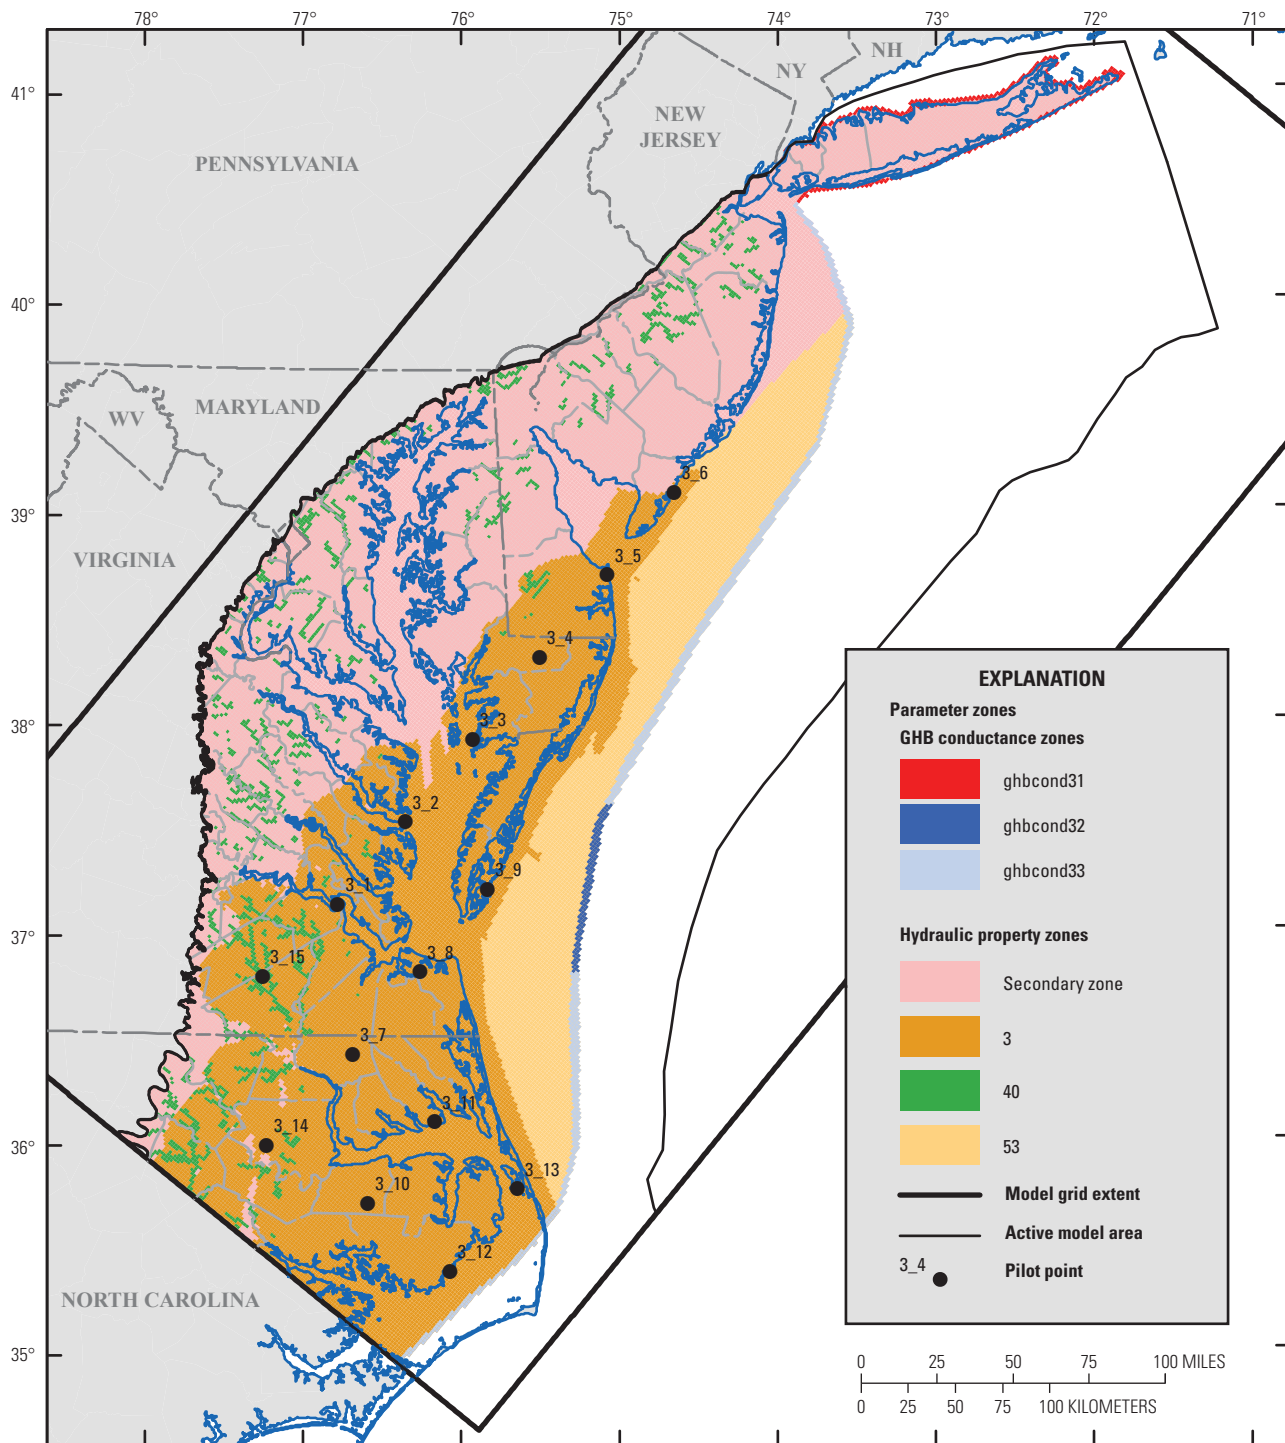 78°
77°
76°
75°
74°
73°
72°
71°
NH
NY
41°
NEW
JERSEY
PENNSYLVANIA
40°
WV
MARYLAND
3_6
39°
VIRGINIA
3_5
3_4
38°
3_3
3_2
3_9
3_1
37°
3_8
3_15
3_7
3_11
36°
3_14
3_13
3_10
3_12
NORTH CAROLINA
35°
EXPLANATION
Parameter zones
GHB conductance zones
ghbcond31
ghbcond32
ghbcond33
Hydraulic property zones
Secondary zone
3
40
53
Model grid extent
Active model area
3_4
Pilot point
0 25 50 75 100 MILES
0 25 50 75 100 KILOMETERS